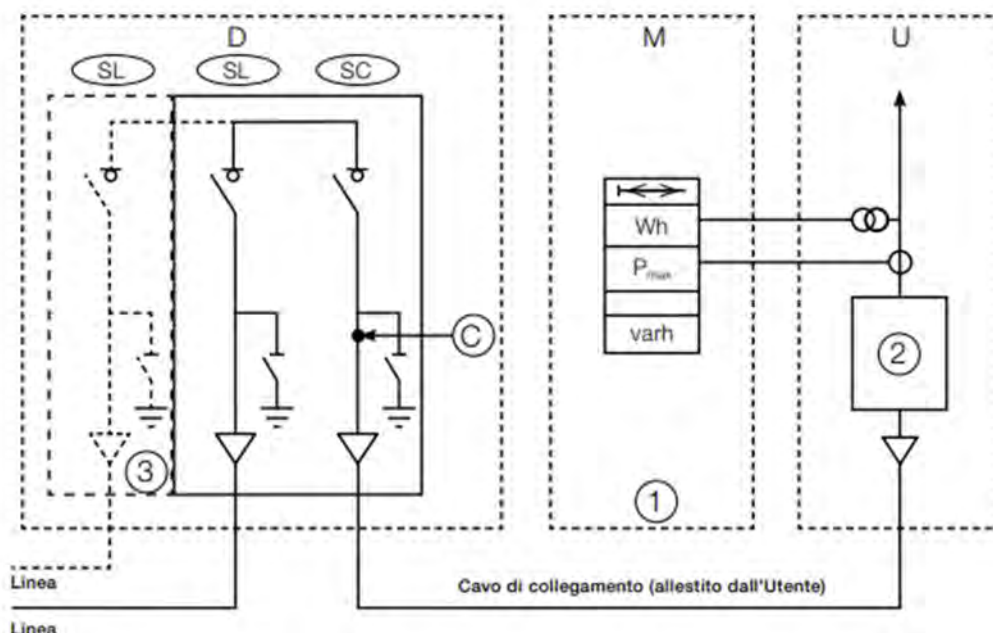 D M U
SL SL SC
Wh
Pmax
varh
C
2
3
1
Linea
Cavo di collegamento (allestito dall'Utente)
Linea